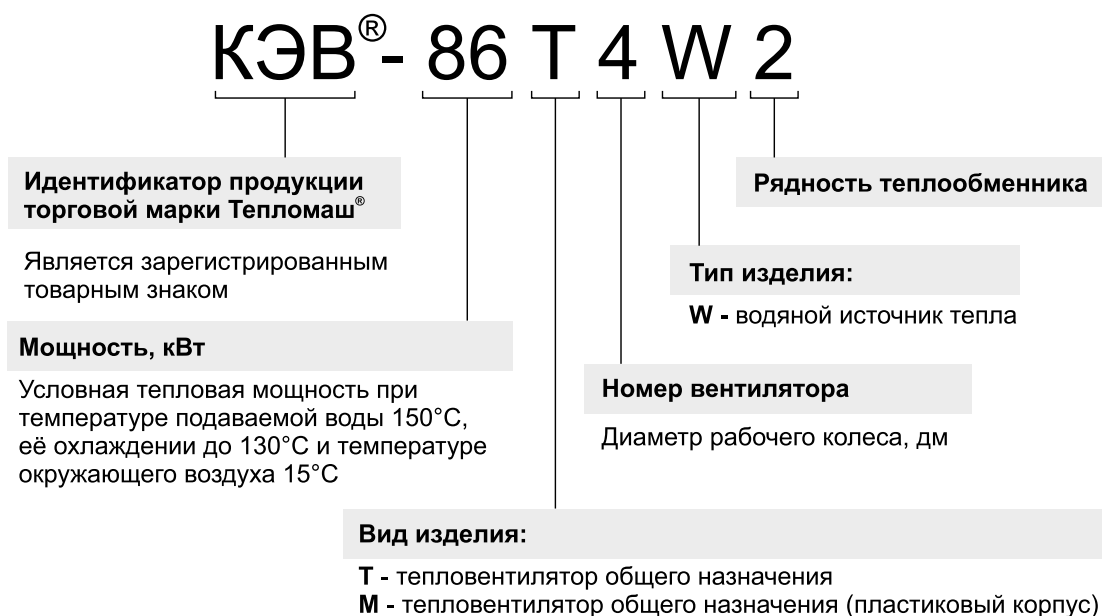 КЭВ®- 86 Т 4 W 2
Идентификатор продукции
торговой марки Тепломаш®
Является зарегистрированным
товарным знаком
Мощность, кВт
Условная тепловая мощность при
температуре подаваемой воды 150°С,
её охлаждении до 130°С и температуре
окружающего воздуха 15°С
Вид изделия:
Т - тепловентилятор общего назначения
М - тепловентилятор общего назначения (пластиковый корпус)
Номер вентилятора
Диаметр рабочего колеса, дм
Тип изделия:
W - водяной источник тепла
Рядность теплообменника